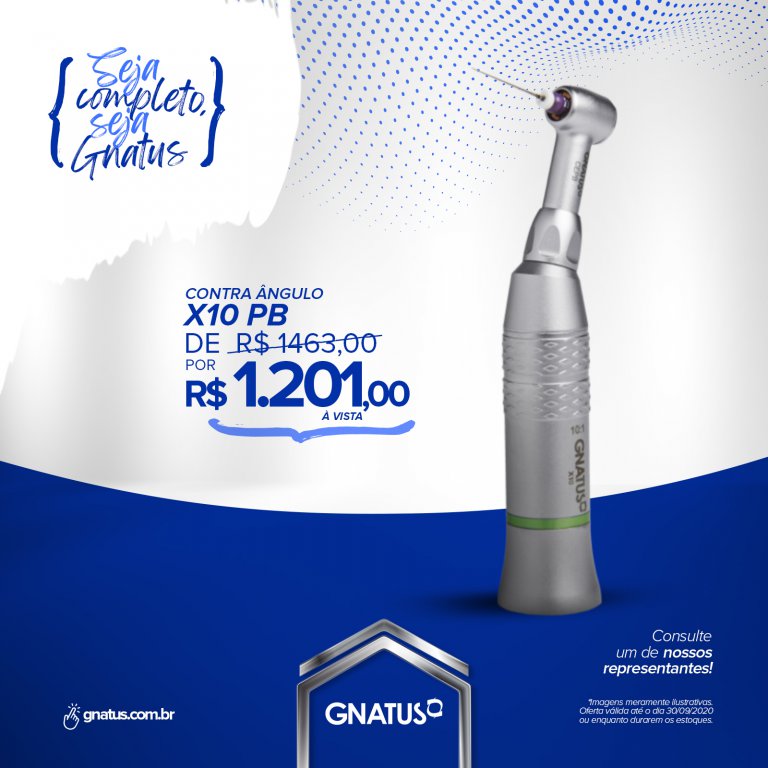 Seja
completo,
seja
Gnatus
CONTRA ÂNGULO
X10 PB
DE R$ 1463,00
POR
R$ 1.201,00
À VISTA
10:1
GNATUS
X10
Consulte
um de nossos
representantes!
gnatus.com.br
GNATUS
*Imagens meramente ilustrativas.
Oferta válida até o dia 30/09/2020
ou enquanto durarem os estoques.